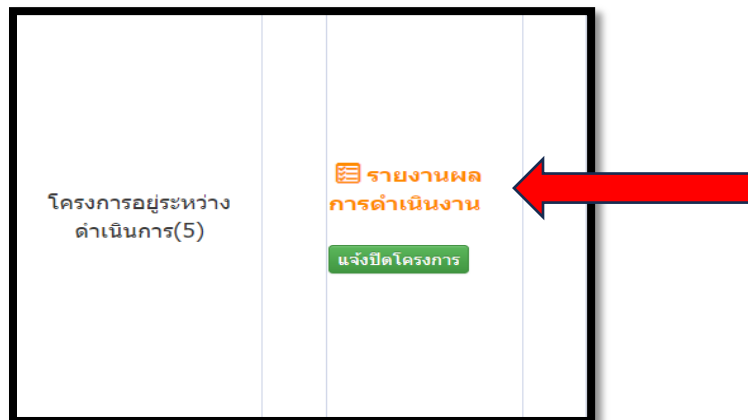 โครงการอยู่ระหว่าง
ดำเนินการ(5)
รายงานผล
การดำเนินงาน
แจ้งปิดโครงการ